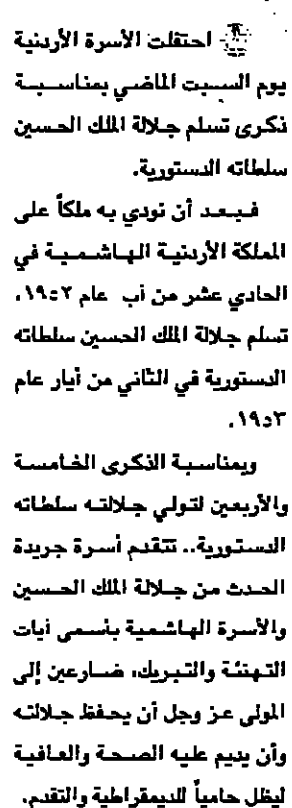 احتفلت الأسرة الأردنية
يوم السبت الماضي بمناسبة
ذكرى تسلم جلالة الملك الحسين
سلطاته الدستورية.
فبعد أن نودي به ملكاً على
المملكة الأردنية الهاشمية في
الحادي عشر من آب عام ١٩٥٢،
تسلم جلالة الملك الحسين سلطاته
الدستورية في الثاني من أيار عام
١٩٥٣.
وبمناسبة الذكرى الخامسة
والأربعين لتولي جلالته سلطاته
الدستورية.. تتقدم أسرة جريدة
الحدث من جلالة الملك الحسين
والأسرة الهاشمية بأسمى آيات
التهنئة والتبريك، ضارعين إلى
المولى عز وجل أن يحفظ جلالته
وأن يديم عليه الصحة والعافية
ليظل حامياً للديمقراطية والتقدم.